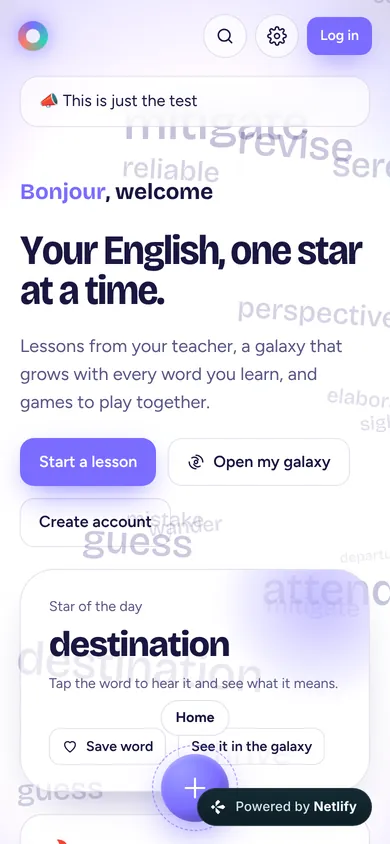 Log in
📣 This is just the test
mitigate
revise
reliable
Bonjour, welcome
Your English, one star
at a time.
perspective
Lessons from your teacher, a galaxy that
grows with every word you learn, and
games to play together.
Start a lesson
Open my galaxy
Create account
mistake
wander
guess
Star of the day
mitigate
destination
destination
Tap the word to hear it and see what it means.
Home
Save word
See it in the galaxy
guess
Powered by Netlify